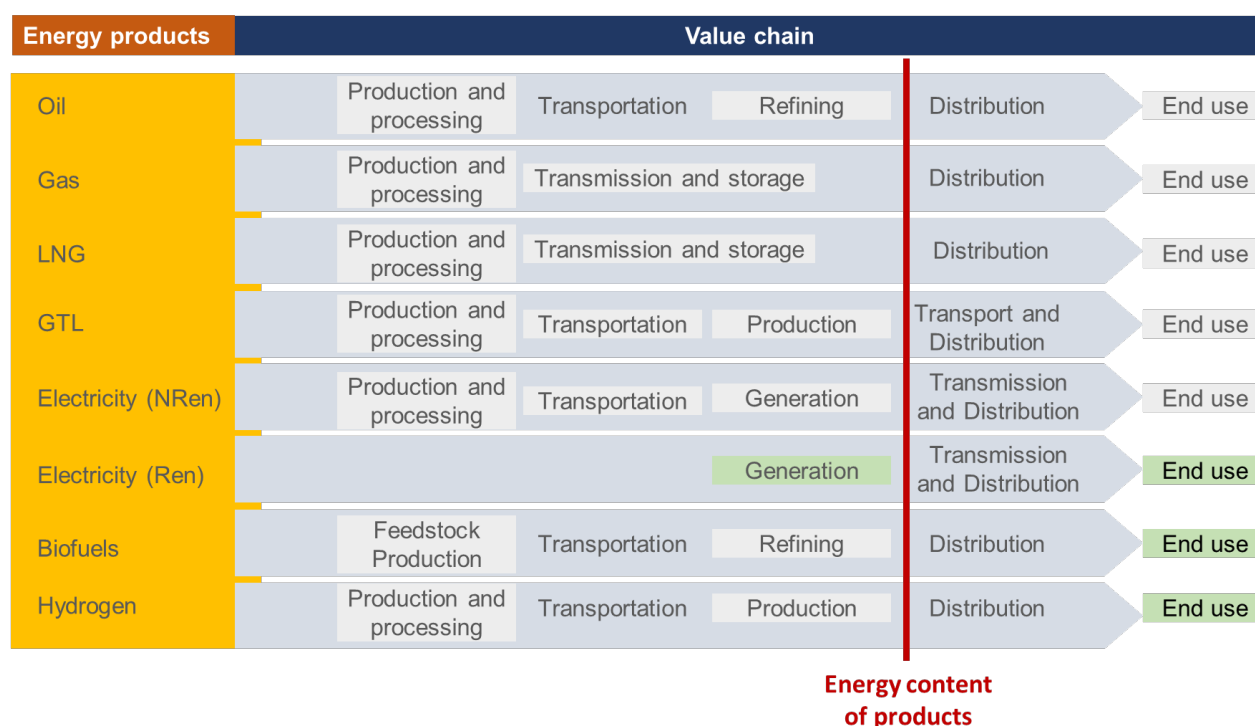 Energy products
Value chain
Oil
Production and
processing
Transportation
Refining
Distribution
End use
Gas
Production and
processing
Transmission and storage
Distribution
End use
LNG
Production and
processing
Transmission and storage
Distribution
End use
GTL
Production and
processing
Transportation
Production
Transport and
Distribution
End use
Electricity (NRen)
Production and
processing
Transportation
Generation
Transmission
and Distribution
End use
Electricity (Ren)
Generation
Transmission
and Distribution
End use
Biofuels
Feedstock
Production
Transportation
Refining
Distribution
End use
Hydrogen
Production and
processing
Transportation
Production
Distribution
End use
Energy content
of products